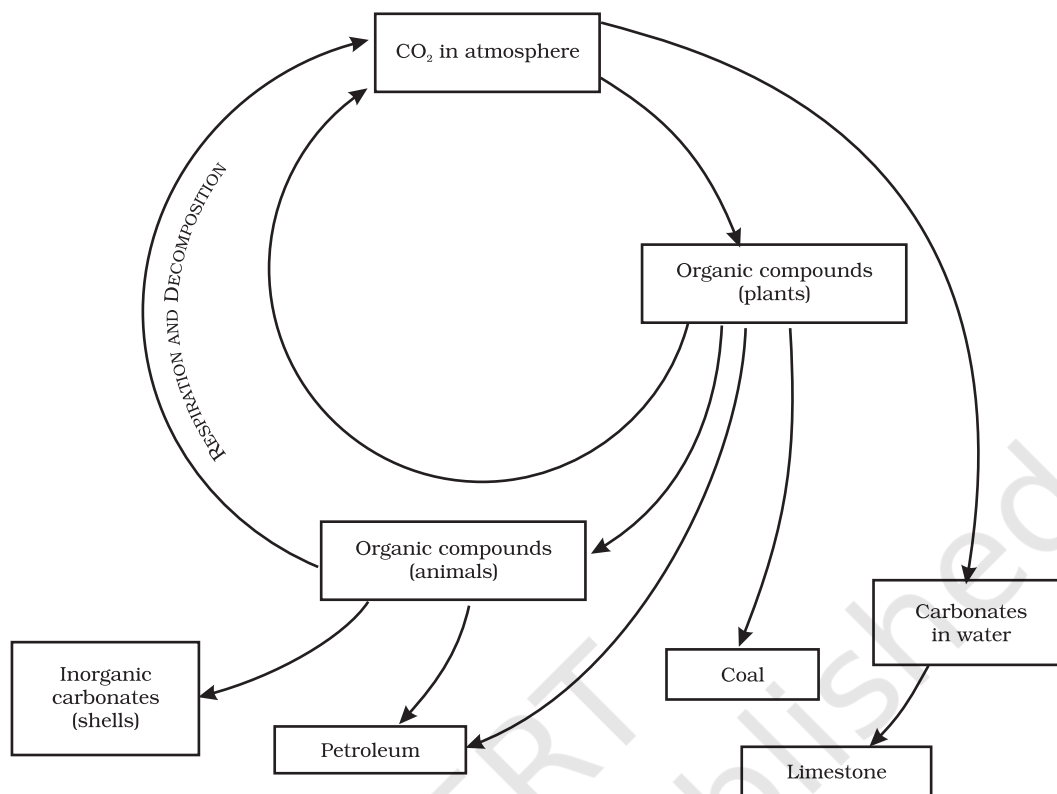 CO₂ in atmosphere
RESPIRATION AND DECOMPOSITION
Organic compounds
(plants)
Organic compounds
(animals)
Carbonates
in water
Inorganic
carbonates
(shells)
Coal
Petroleum
Limestone